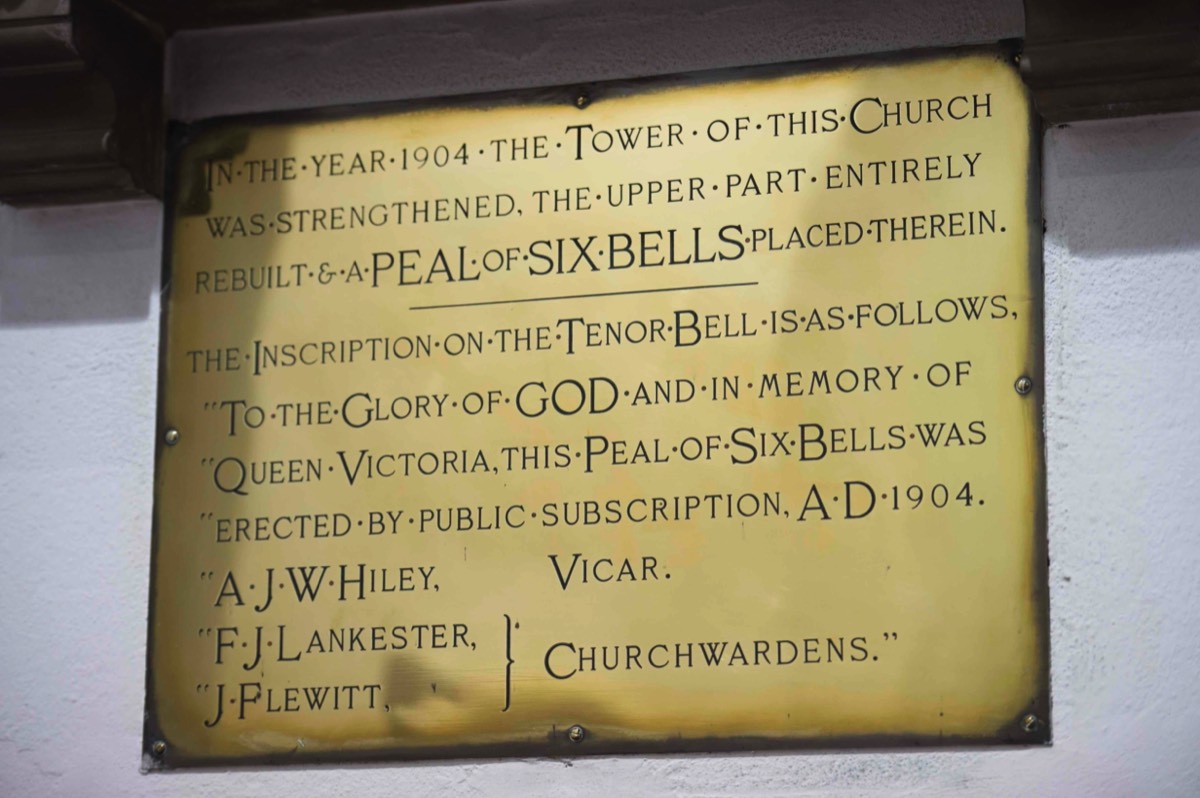 IN·THE·YEAR·1904·THE·TOWER·OF·THIS·CHURCH
WAS·STRENGTHENED, THE·UPPER·PART·ENTIRELY
REBUILT·&·A·PEAL·OF·SIX·BELLS·PLACED·THEREIN.
THE·INSCRIPTION·ON·THE·TENOR·BELL·IS·AS·FOLLOWS,
"TO·THE·GLORY·OF·GOD·AND·IN·MEMORY·OF
"QUEEN·VICTORIA, THIS·PEAL·OF·SIX·BELLS·WAS
"ERECTED·BY·PUBLIC·SUBSCRIPTION, A·D·1904.
"A·J·W·HILEY, VICAR.
"F·J·LANKESTER, } CHURCHWARDENS."
"J·FLEWITT,